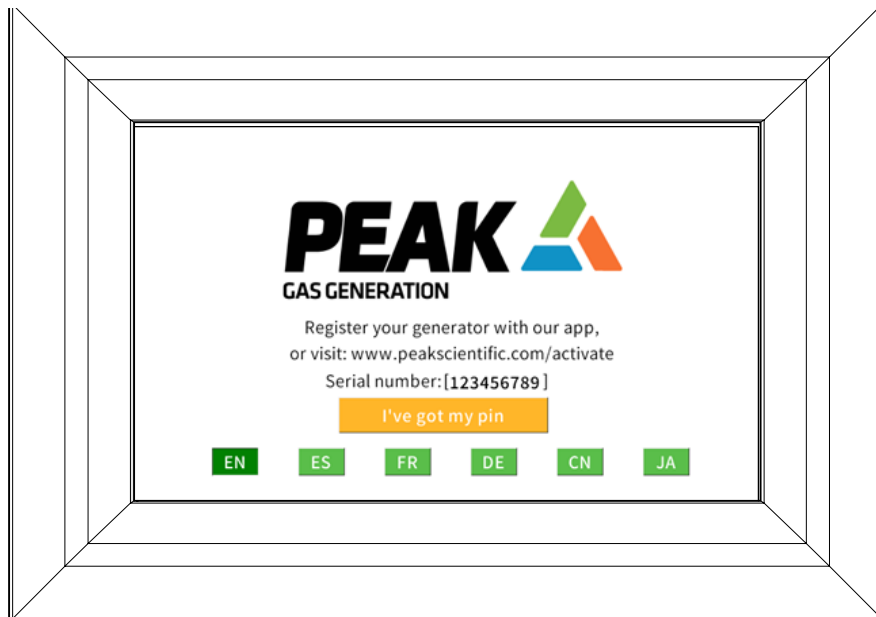 PEAK
GAS GENERATION
Register your generator with our app,
or visit: www.peakscientific.com/activate
Serial number:[123456789]
I've got my pin
EN ES FR DE CN JA